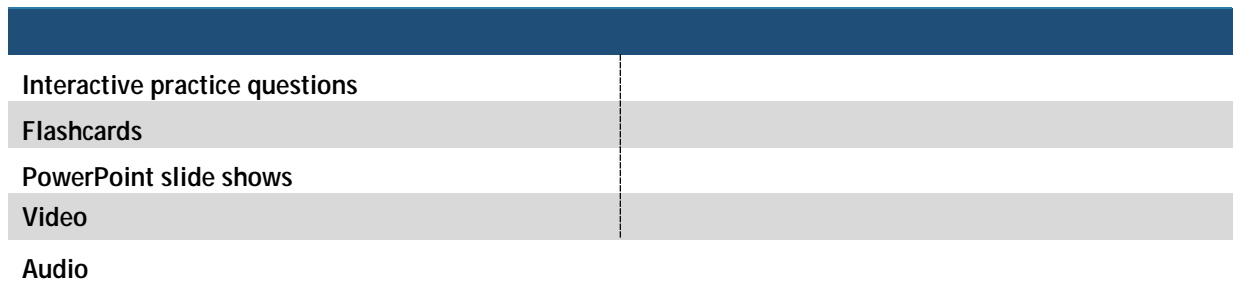 Interactive practice questions
Flashcards
PowerPoint slide shows
Video
Audio